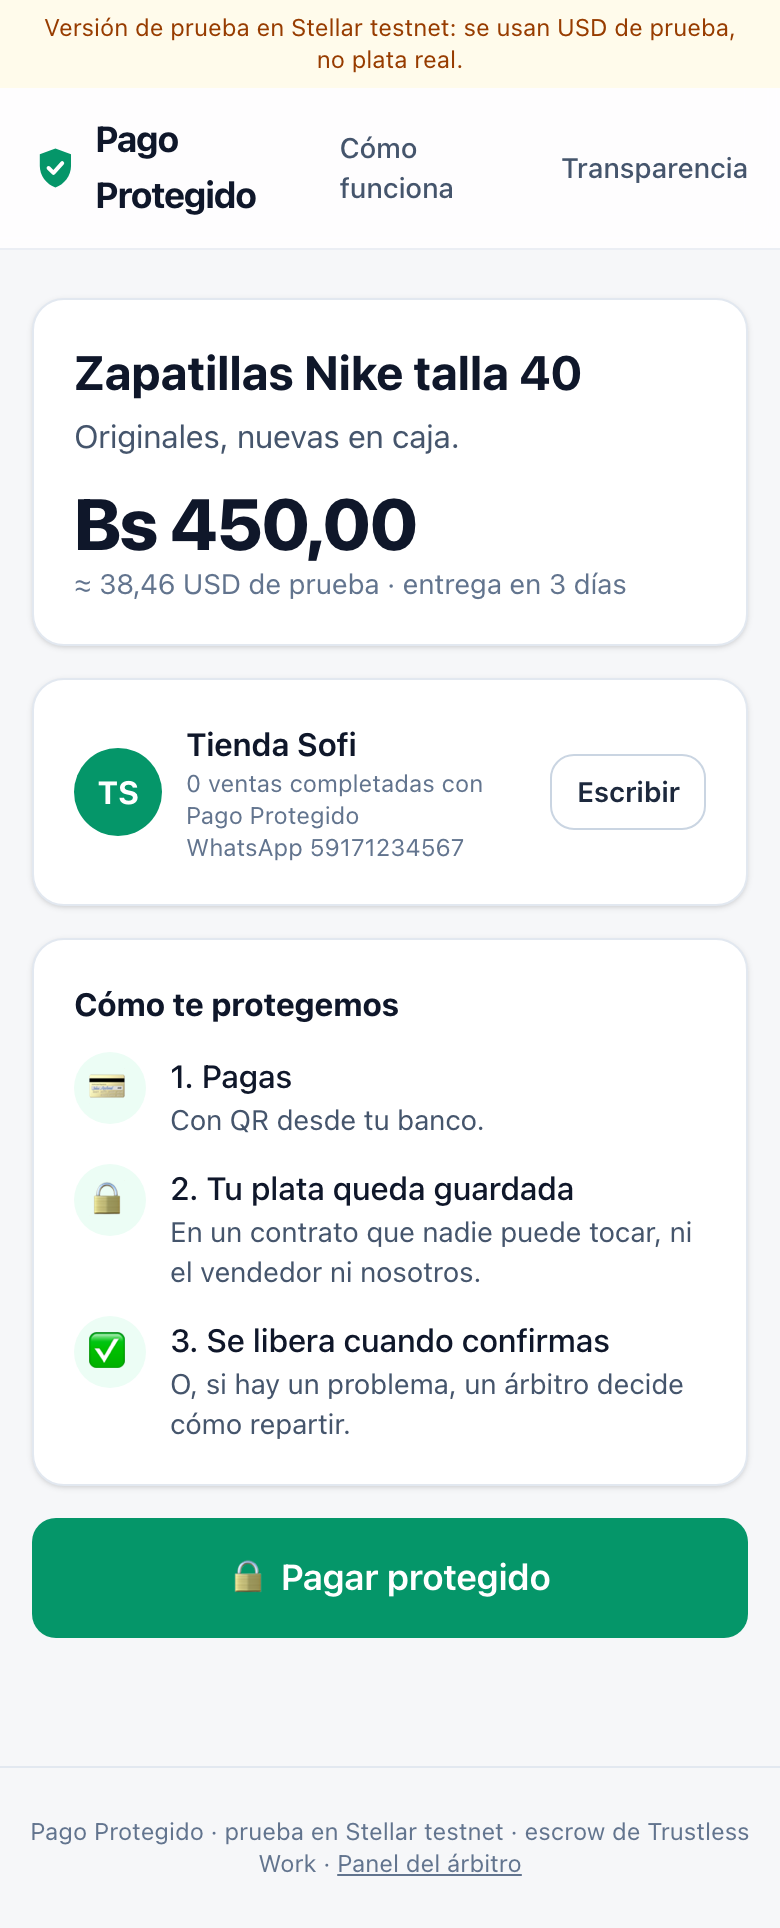 Versión de prueba en Stellar testnet: se usan USD de prueba,
no plata real.
Pago
Protegido
Cómo
funciona
Transparencia
Zapatillas Nike talla 40
Originales, nuevas en caja.
Bs 450,00
≈ 38,46 USD de prueba · entrega en 3 días
TS
Tienda Sofi
0 ventas completadas con
Pago Protegido
WhatsApp 59171234567
Escribir
Cómo te protegemos
1. Pagas
Con QR desde tu banco.
2. Tu plata queda guardada
En un contrato que nadie puede tocar, ni
el vendedor ni nosotros.
3. Se libera cuando confirmas
O, si hay un problema, un árbitro decide
cómo repartir.
Pagar protegido
Pago Protegido · prueba en Stellar testnet · escrow de Trustless
Work · Panel del árbitro